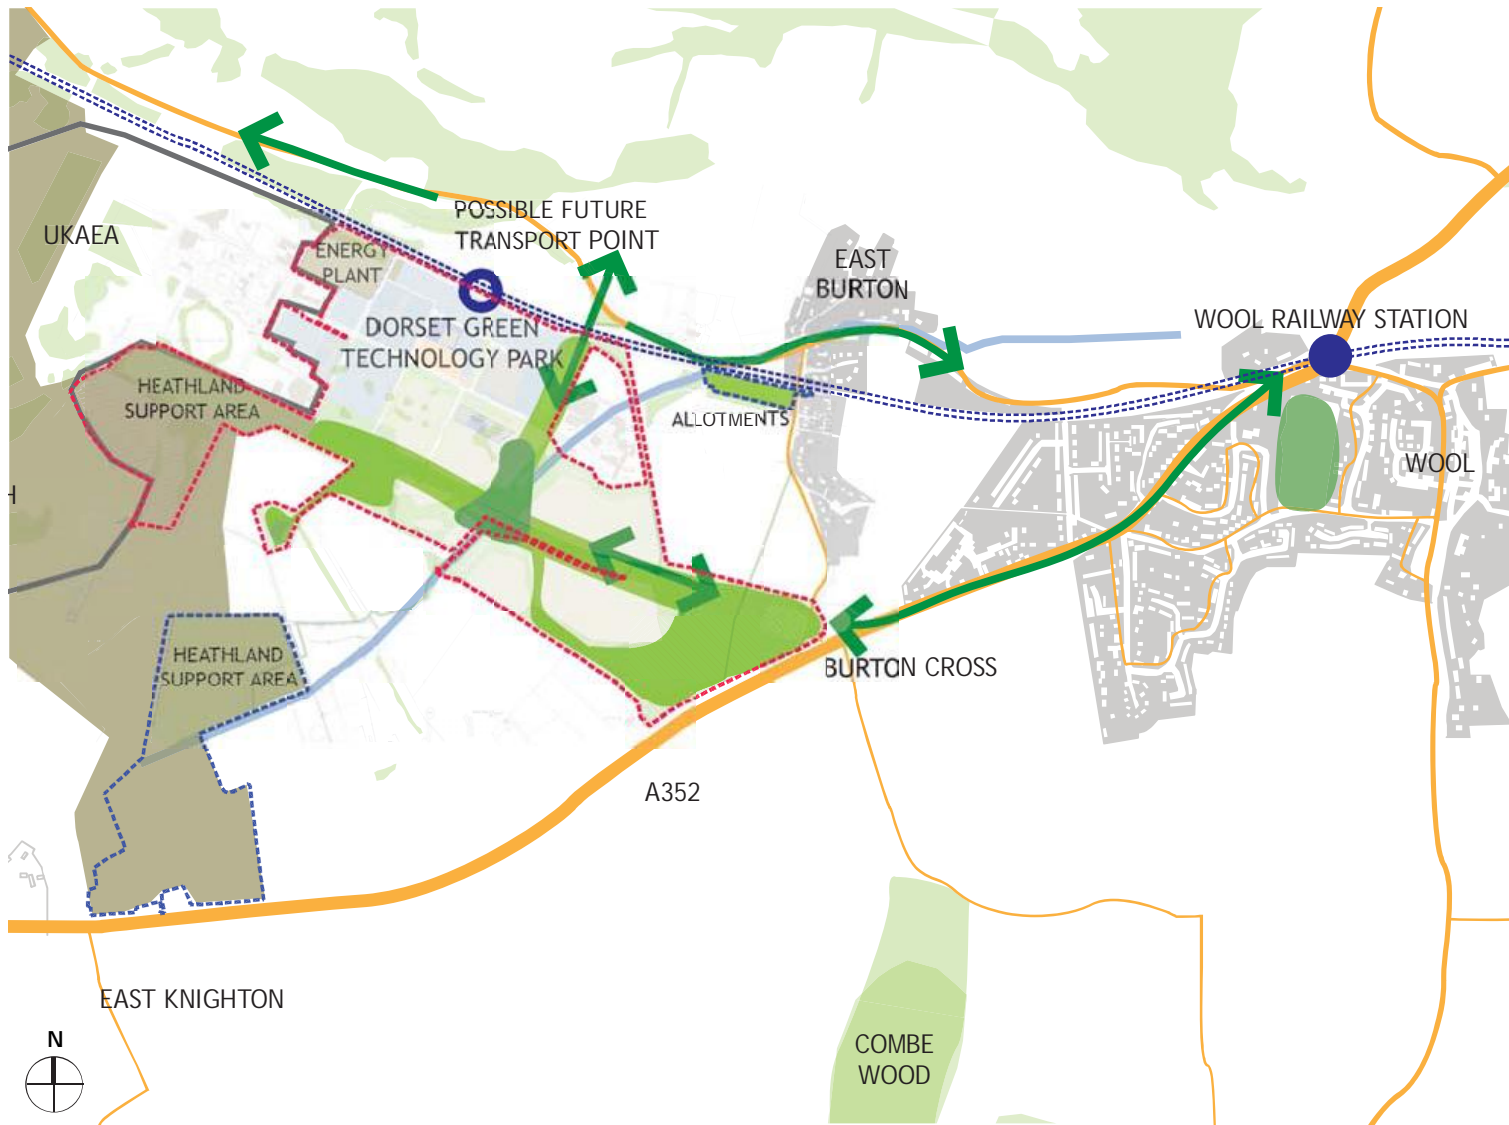 POSSIBLE FUTURE
TRANSPORT POINT
UKAEA
ENERGY
PLANT
EAST
BURTON
DORSET GREEN
TECHNOLOGY PARK
WOOL RAILWAY STATION
HEATHLAND
SUPPORT AREA
ALLOTMENTS
WOOL
H
HEATHLAND
SUPPORT AREA
BURTON CROSS
A352
EAST KNIGHTON
N
COMBE
WOOD